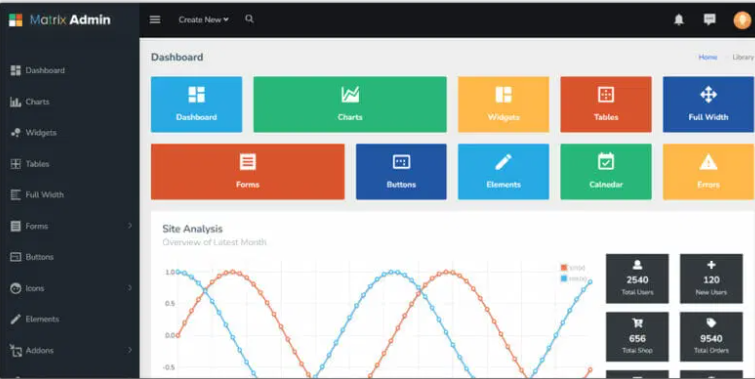 Matrix Admin
Create New
Dashboard
Home Library
Dashboard
Charts
Widgets
Tables
Full Width
Forms
Buttons
Icons
Elements
Addons
Dashboard Charts Widgets Tables Full Width
Forms Buttons Elements Calnedar Errors
Site Analysis
Overview of Latest Month
1.0
0.5
0.0
-0.5
2540
Total Users
120
New Users
656
Total Shop
9540
Total Orders